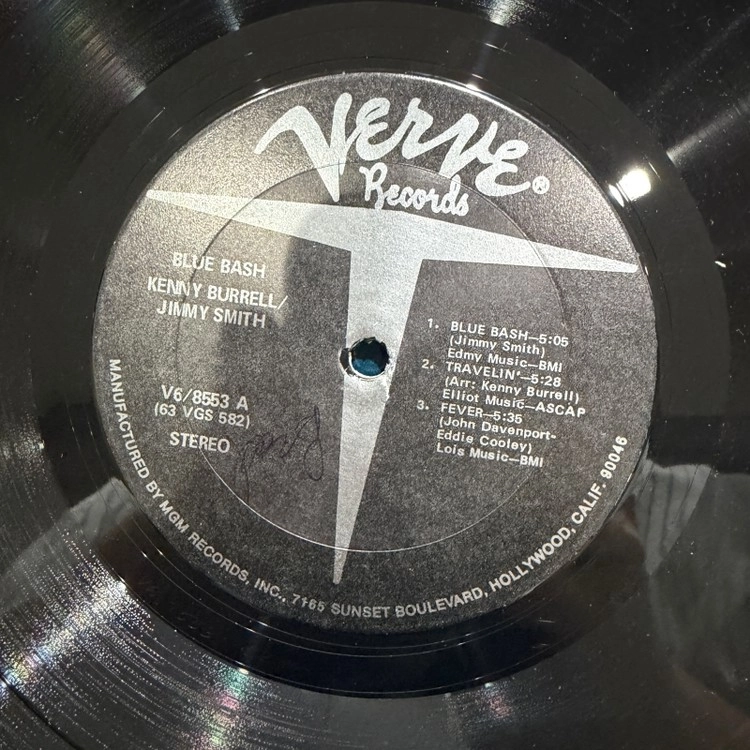 Verve®
Records
BLUE BASH
KENNY BURRELL/
JIMMY SMITH
V6/8553 A
(63 VGS 582)
STEREO
1. BLUE BASH—5:05
(Jimmy Smith)
Edmy Music—BMI
2. TRAVELIN'—5:28
(Arr: Kenny Burrell)
Elliot Music—ASCAP
3. FEVER—5:35
(John Davenport-
Eddie Cooley)
Lois Music—BMI
MANUFACTURED BY MGM RECORDS, INC., 7165 SUNSET BOULEVARD, HOLLYWOOD, CALIF. 90046